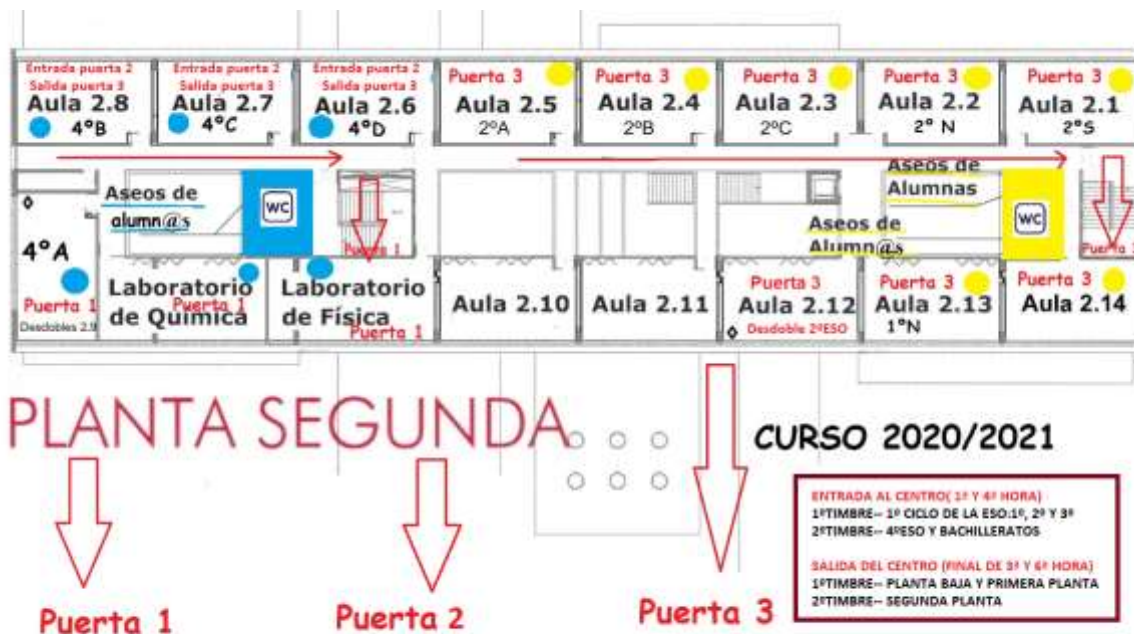 Entrada puerta 2
Salida puerta 3
Aula 2.8
4ºB
Entrada puerta 2
Salida puerta 3
Aula 2.7
4ºC
Entrada puerta 2
Salida puerta 3
Aula 2.6
4ºD
Puerta 3
Aula 2.5
2ºA
Puerta 3
Aula 2.4
2ºB
Puerta 3
Aula 2.3
2ºC
Puerta 3
Aula 2.2
2º N
Puerta 3
Aula 2.1
2ºS
Aseos de
alumn@s
WC
Puerta 1
Aseos de
Alumnas
Aseos de
Alumn@s
WC
Puerta
4ºA
Puerta 1
Desdobles 2.9
Laboratorio
de Química
Puerta 1
Laboratorio
de Física
Puerta 1
Aula 2.10
Aula 2.11
Puerta 3
Aula 2.12
Desdoble 2ºESO
Puerta 3
Aula 2.13
1ºN
Puerta 3
Aula 2.14
PLANTA SEGUNDA
CURSO 2020/2021
ENTRADA AL CENTRO( 1ª Y 4ª HORA)
1ºTIMBRE-- 1º CICLO DE LA ESO:1º, 2º Y 3º
2ºTIMBRE-- 4ºESO Y BACHILLERATOS
SALIDA DEL CENTRO (FINAL DE 3ª Y 6ª HORA)
1ºTIMBRE-- PLANTA BAJA Y PRIMERA PLANTA
2ºTIMBRE-- SEGUNDA PLANTA
Puerta 1
Puerta 2
Puerta 3